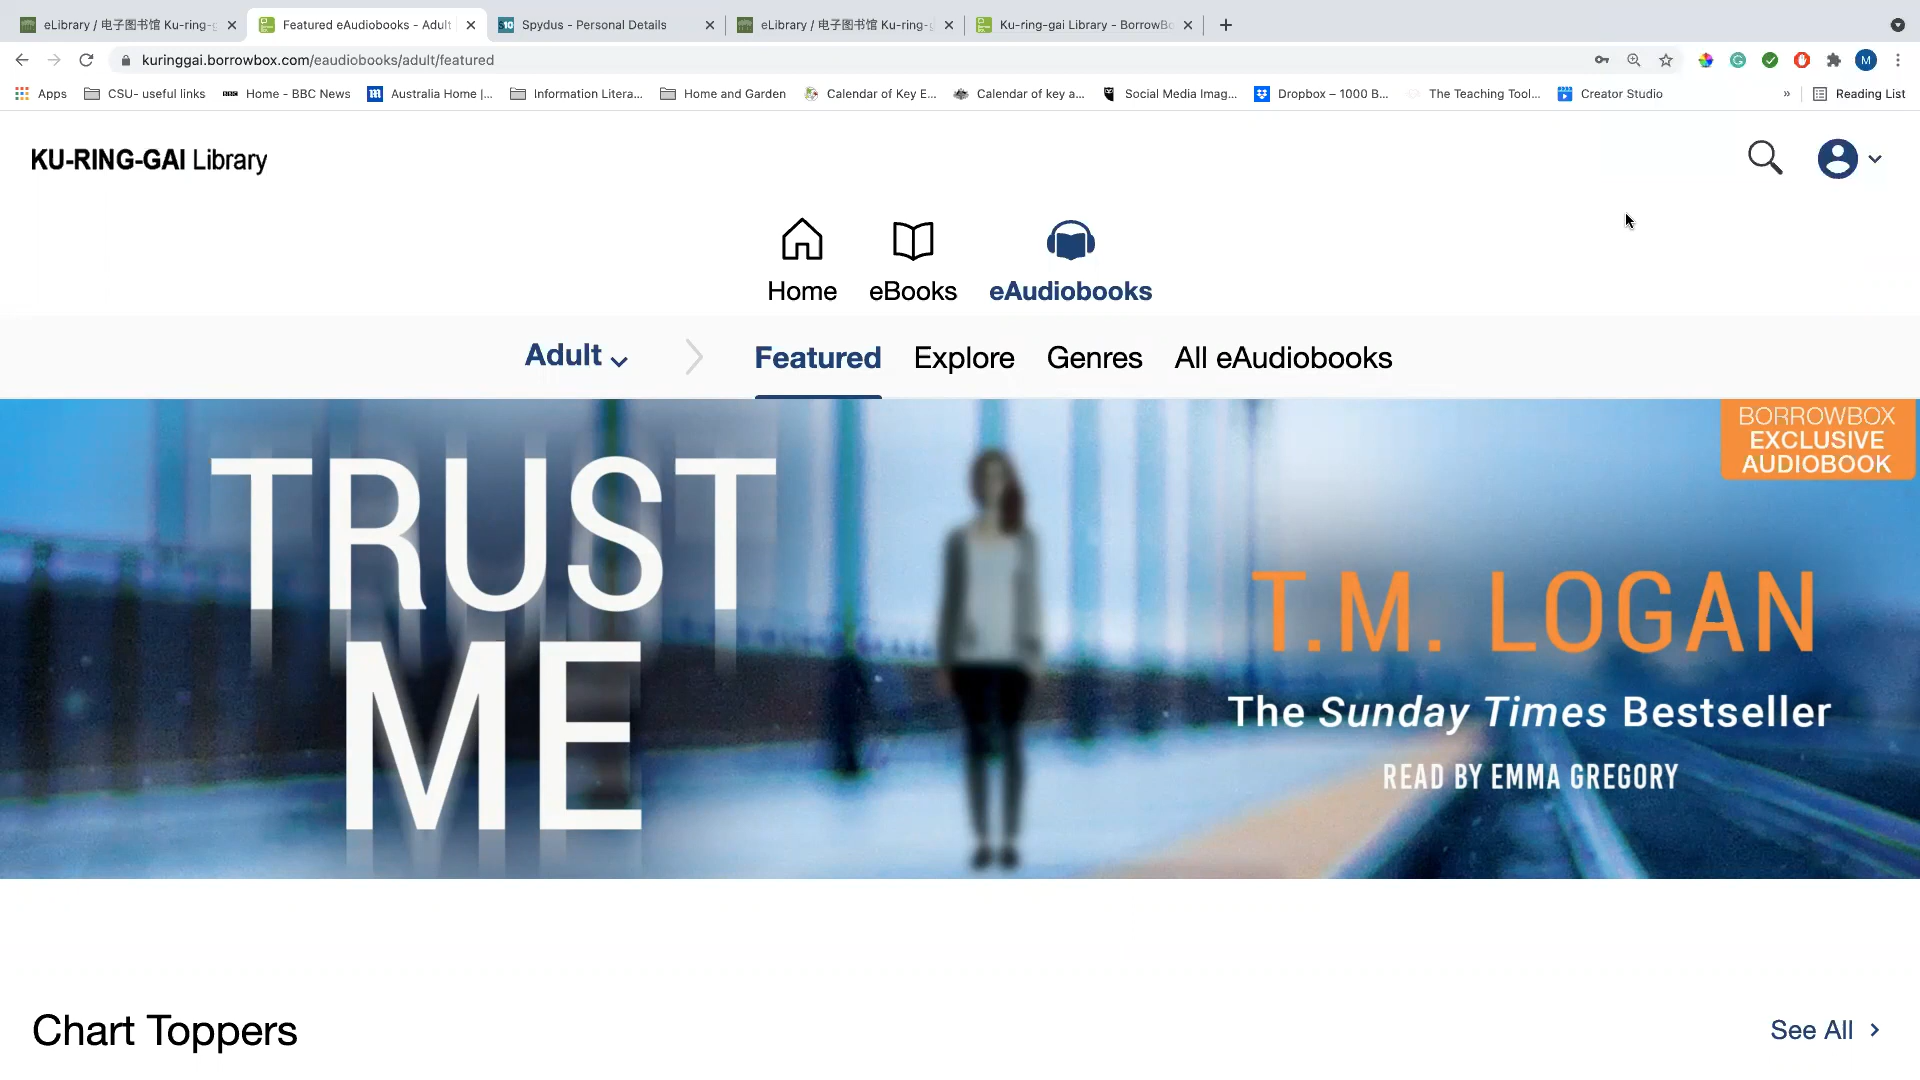 eLibrary / 电子图书馆 Ku-ring-g
Featured eAudiobooks - Adult
Spydus - Personal Details
eLibrary / 电子图书馆 Ku-ring-g
Ku-ring-gai Library - BorrowBo
kuringgai.borrowbox.com/eaudiobooks/adult/featured
M
Apps
CSU- useful links
BBC
Home - BBC News
Australia Home |...
Information Litera...
Home and Garden
Calendar of Key E...
Calendar of key a...
Social Media Imag...
Dropbox – 1000 B...
The Teaching Tool...
Creator Studio
»
Reading List
KU-RING-GAI Library
Home
eBooks
eAudiobooks
Adult
Featured
Explore
Genres
All eAudiobooks
BORROWBOX
EXCLUSIVE
AUDIOBOOK
TRUST
ME
T.M. LOGAN
The Sunday Times Bestseller
READ BY EMMA GREGORY
Chart Toppers
See All